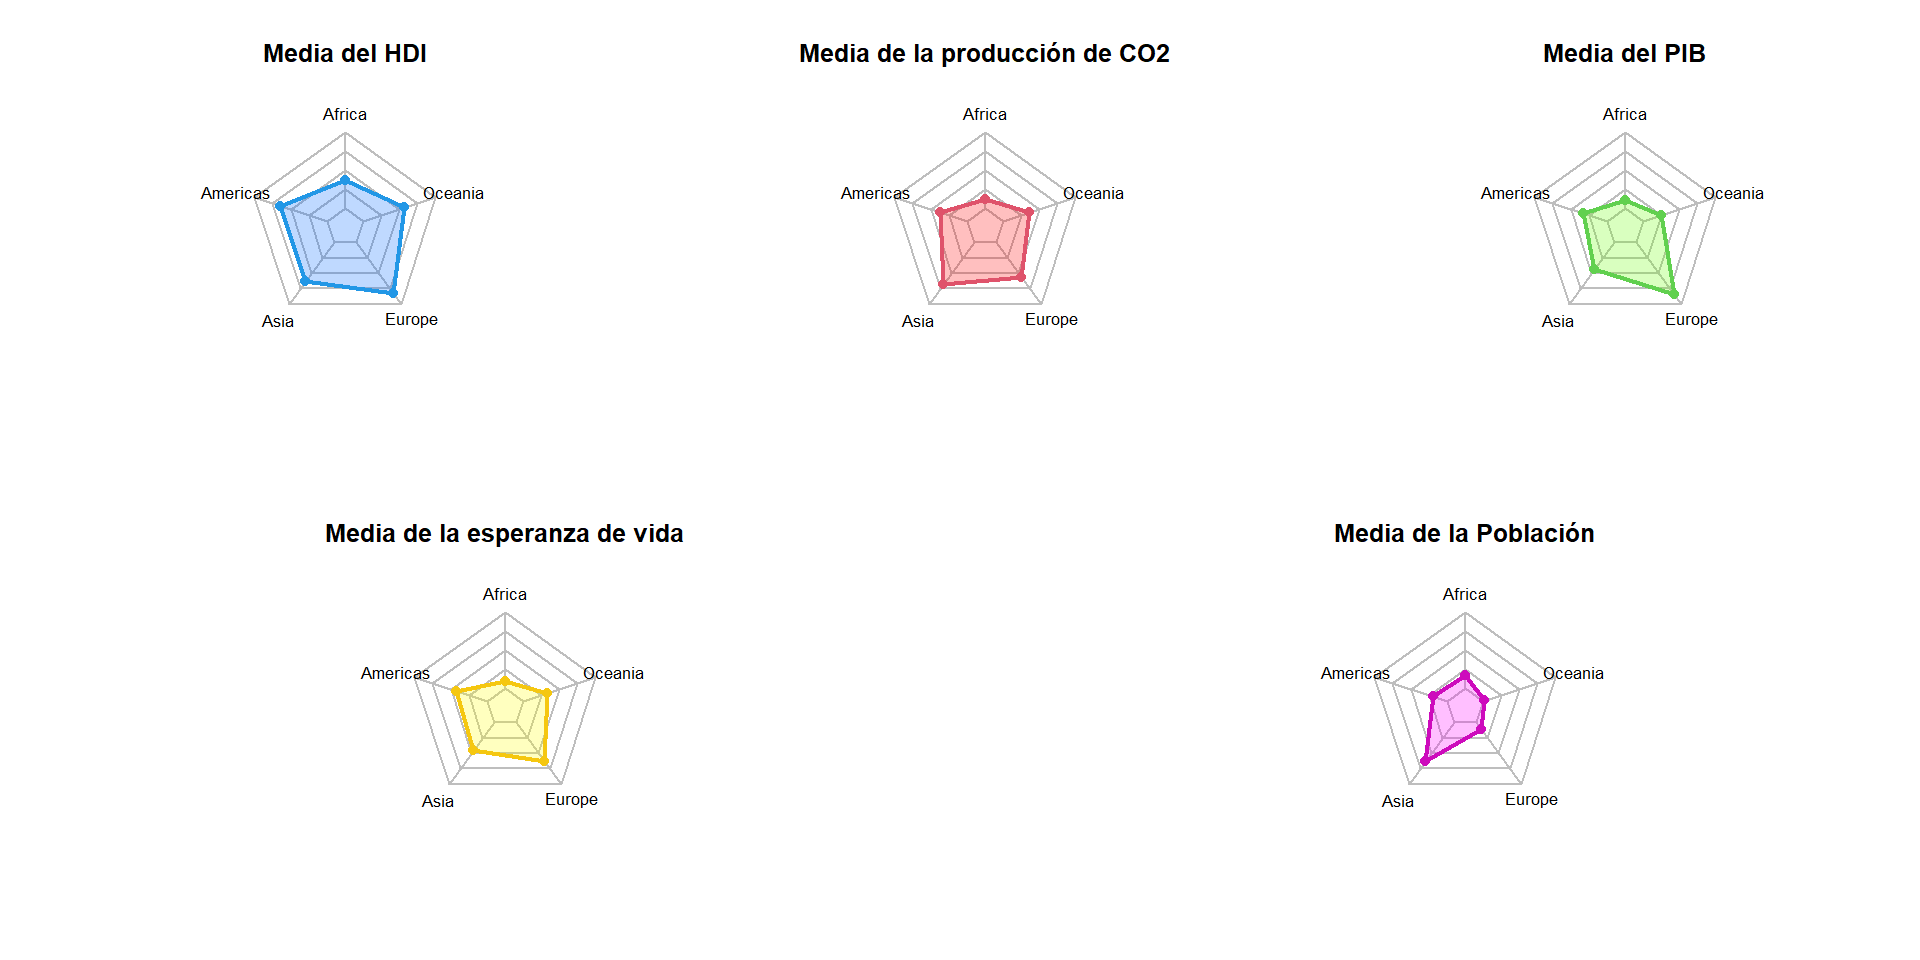 Media del HDI
Africa
Americas
Oceania
Asia
Europe
Media de la producción de CO2
Africa
Americas
Oceania
Asia
Europe
Media del PIB
Africa
Americas
Oceania
Asia
Europe
Media de la esperanza de vida
Africa
Americas
Oceania
Asia
Europe
Media de la Población
Africa
Americas
Oceania
Asia
Europe